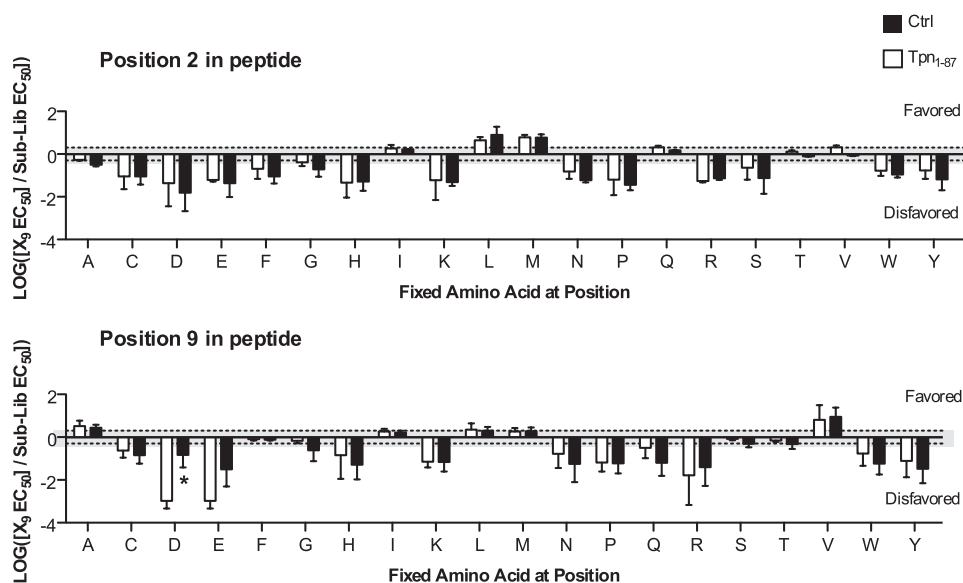 Ctrl
Tpn1-87
Position 2 in peptide
LOG([X9 EC50] / Sub-Lib EC50])
2
0
-2
-4
Favored
Disfavored
A C D E F G H I K L M N P Q R S T V W Y
Fixed Amino Acid at Position
Position 9 in peptide
LOG([X9 EC50] / Sub-Lib EC50])
2
0
-2
-4
Favored
Disfavored
*
A C D E F G H I K L M N P Q R S T V W Y
Fixed Amino Acid at Position